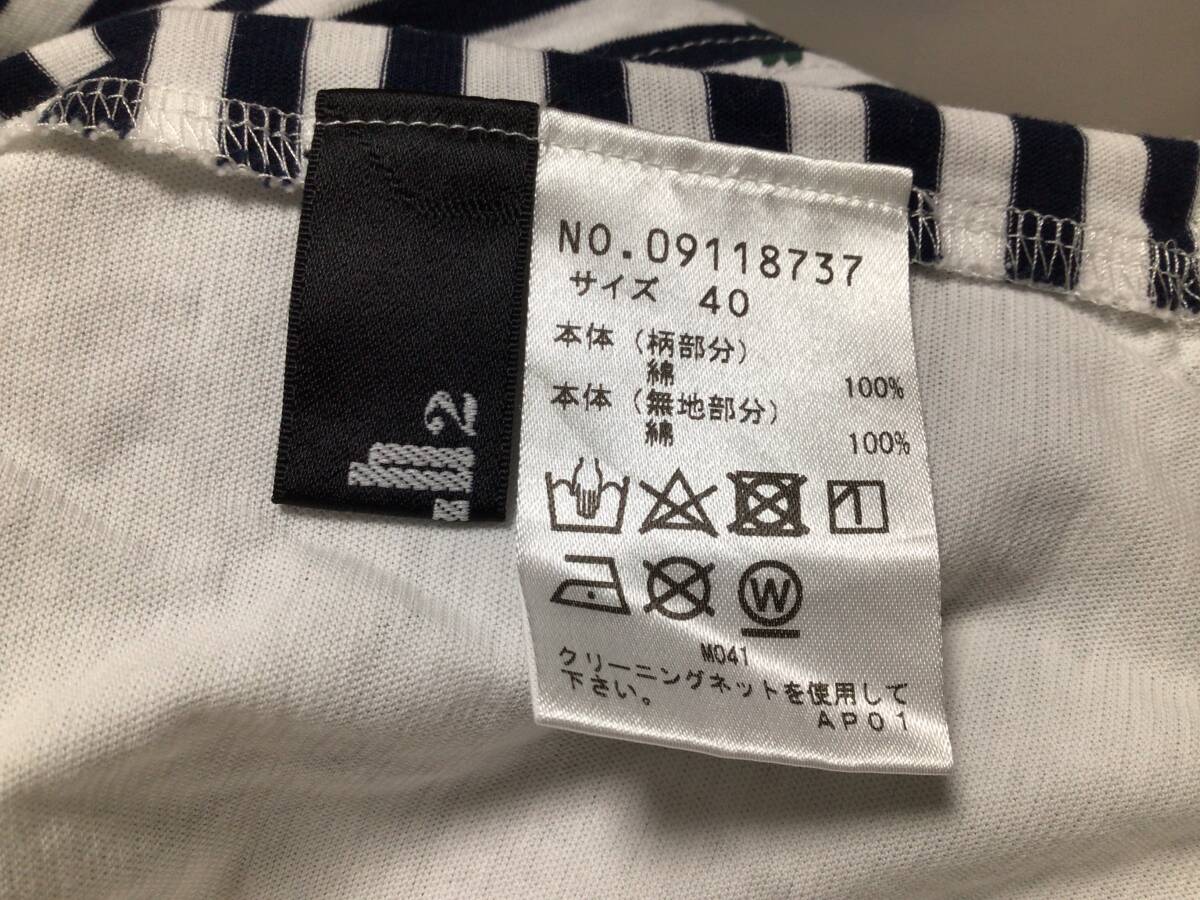 NO.09118737
サイズ 40
本体（柄部分）
綿 100%
本体（無地部分）
綿 100%
W
M041
クリーニングネットを使用して
下さい。
AP01
.h2